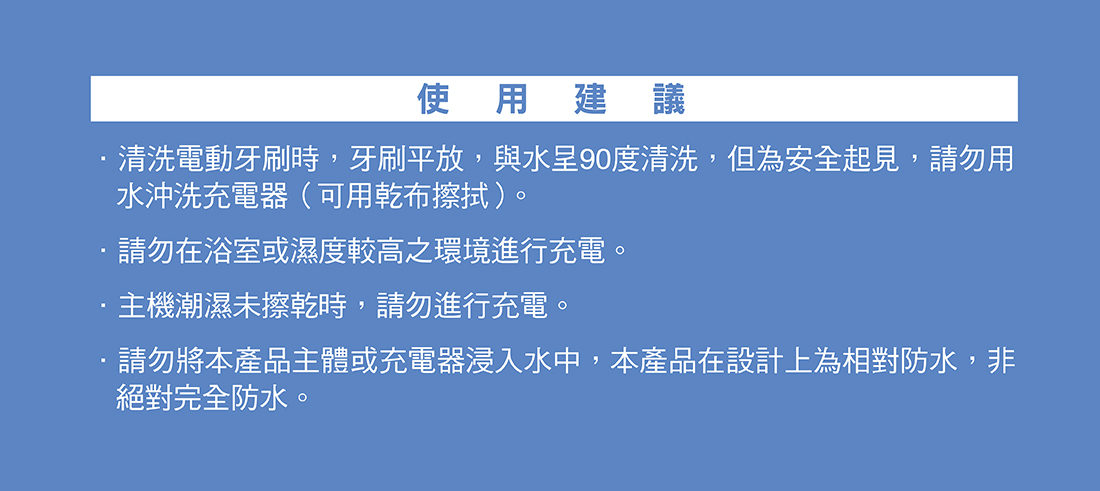 使用建議
·清洗電動牙刷時，牙刷平放，與水呈90度清洗，但為安全起見，請勿用
水沖洗充電器（可用乾布擦拭）。
·請勿在浴室或濕度較高之環境進行充電。
·主機潮濕未擦乾時，請勿進行充電。
·請勿將本產品主體或充電器浸入水中，本產品在設計上為相對防水，非
絕對完全防水。